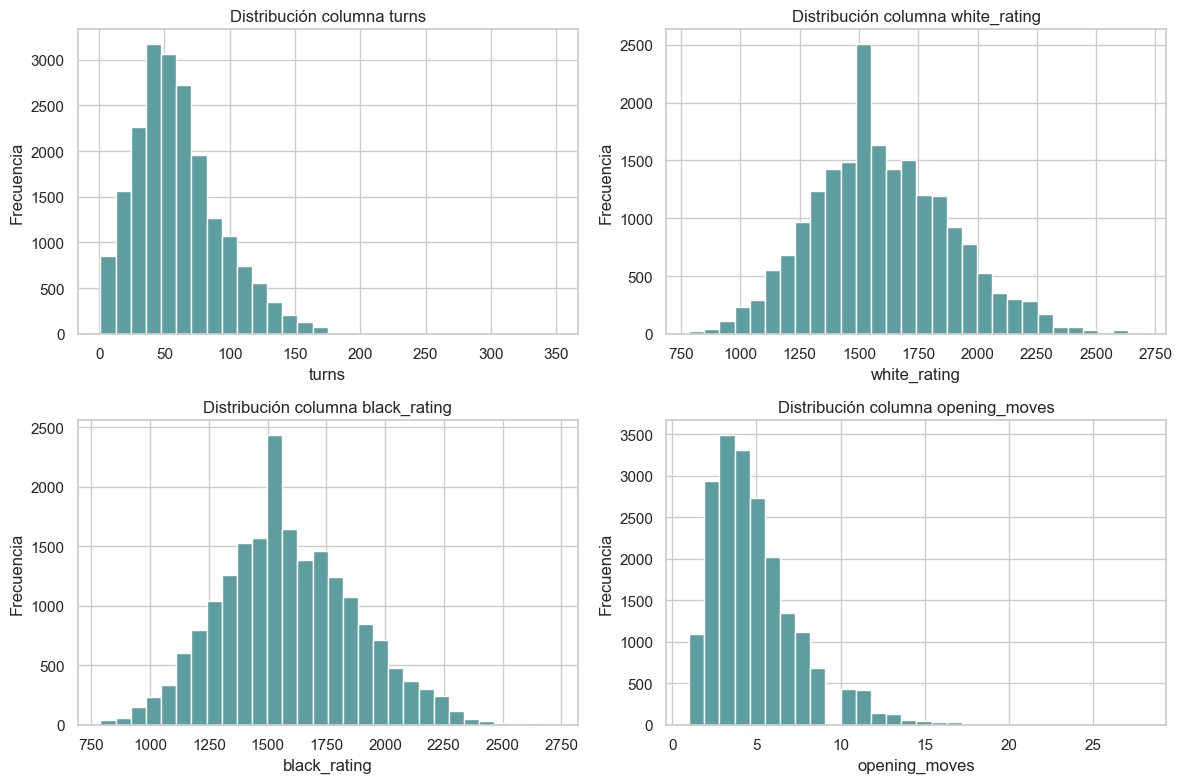 Distribución columna turns
Frecuencia
3000
2500
2000
1500
1000
500
0
0 50 100 150 200 250 300 350
turns
Distribución columna white_rating
Frecuencia
2500
2000
1500
1000
500
0
750 1000 1250 1500 1750 2000 2250 2500 2750
white_rating
Distribución columna black_rating
Frecuencia
2500
2000
1500
1000
500
0
750 1000 1250 1500 1750 2000 2250 2500 2750
black_rating
Distribución columna opening_moves
Frecuencia
3500
3000
2500
2000
1500
1000
500
0
0 5 10 15 20 25
opening_moves